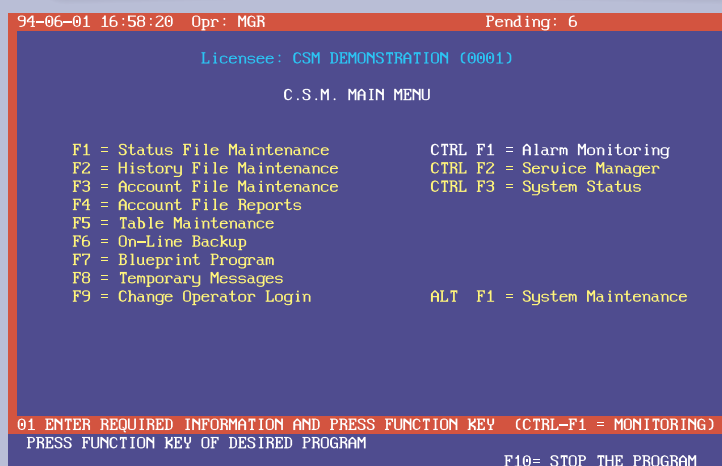 94-06-01 16:58:20 Opr: MGR Pending: 6
Licensee: CSM DEMONSTRATION (0001)
C.S.M. MAIN MENU
F1 = Status File Maintenance CTRL F1 = Alarm Monitoring
F2 = History File Maintenance CTRL F2 = Service Manager
F3 = Account File Maintenance CTRL F3 = System Status
F4 = Account File Reports
F5 = Table Maintenance
F6 = On-Line Backup
F7 = Blueprint Program
F8 = Temporary Messages
F9 = Change Operator Login ALT F1 = System Maintenance
01 ENTER REQUIRED INFORMATION AND PRESS FUNCTION KEY (CTRL-F1 = MONITORING)
PRESS FUNCTION KEY OF DESIRED PROGRAM
F10= STOP THE PROGRAM